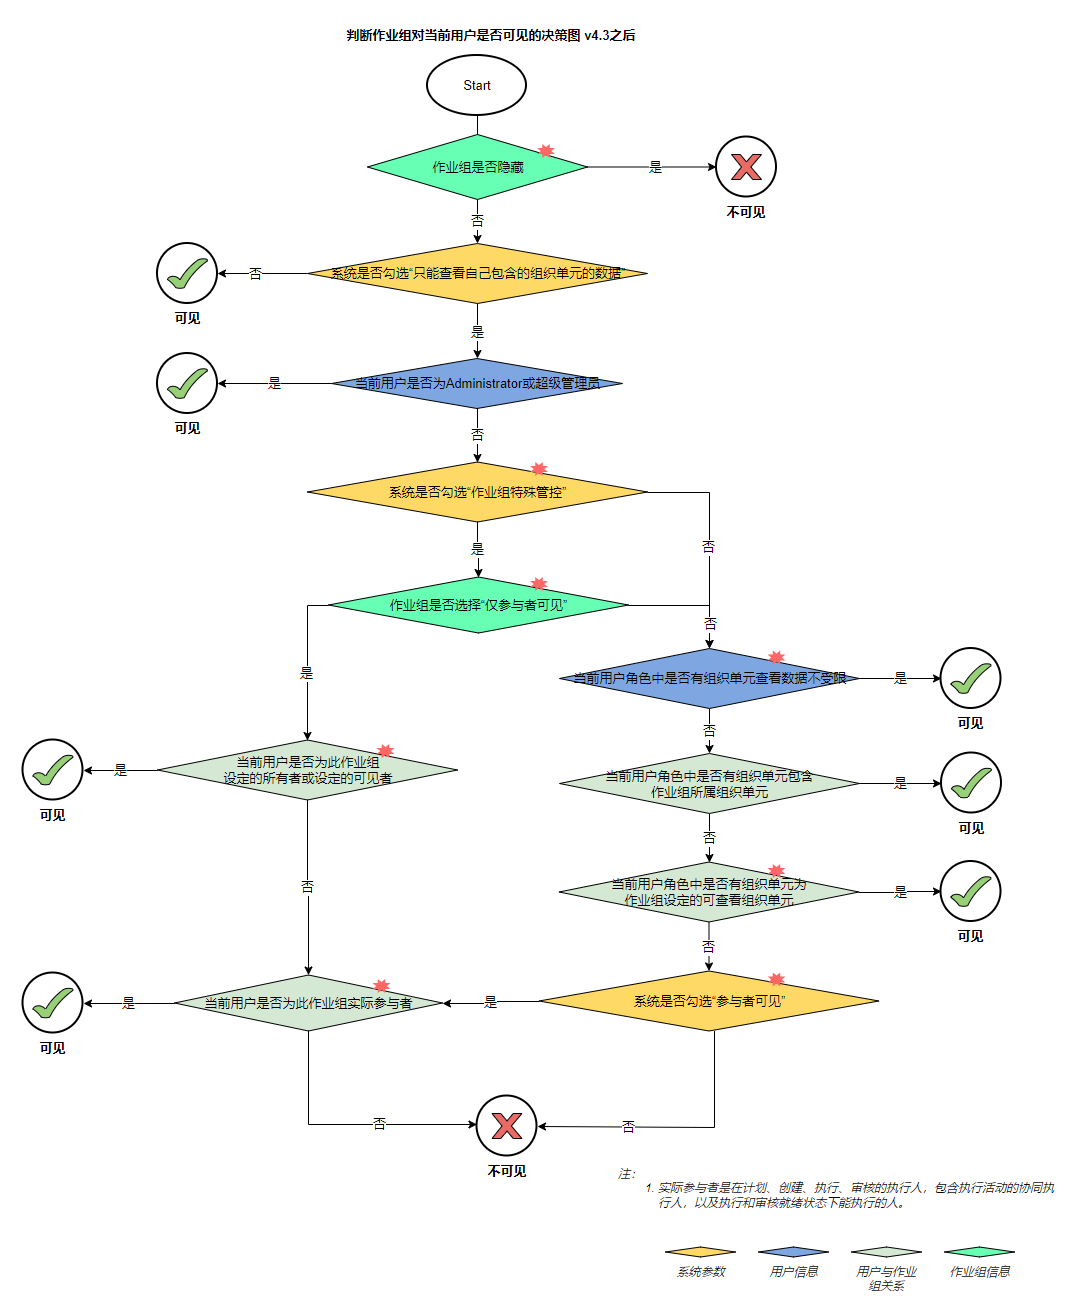 判断作业组对当前用户是否可见的决策图 v4.3之后
Start
作业组是否隐藏
是
不可见
否
系统是否勾选“只能查看自己包含的组织单元的数据”
否
可见
是
当前用户是否为Administrator或超级管理员
是
可见
否
系统是否勾选“作业组特殊管控”
否
是
作业组是否选择“仅参与者可见”
否
是
当前用户角色中是否有组织单元查看数据不受限
是
可见
否
当前用户是否为此作业组
设定的所有者或设定的可见者
是
可见
当前用户角色中是否有组织单元包含
作业组所属组织单元
是
可见
否
否
当前用户角色中是否有组织单元为
作业组设定的可查看组织单元
是
可见
否
当前用户是否为此作业组实际参与者
是
可见
是
系统是否勾选“参与者可见”
否
否
不可见
注：
1. 实际参与者是在计划、创建、执行、审核的执行人，包含执行活动的协同执
行人，以及执行和审核就绪状态下能执行的人。
系统参数
用户信息
用户与作业
组关系
作业组信息